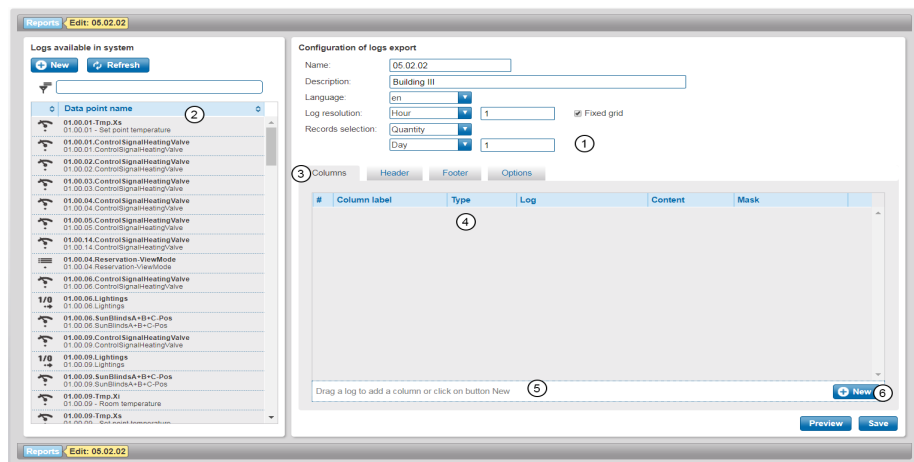 Reports Edit: 05.02.02
Logs available in system
New Refresh
Data point name
2
01.00.01-Tmp.Xs
01.00.01 - Set point temperature
01.00.01.ControlSignalHeatingValve
01.00.01.ControlSignalHeatingValve
01.00.02.ControlSignalHeatingValve
01.00.02.ControlSignalHeatingValve
01.00.03.ControlSignalHeatingValve
01.00.03.ControlSignalHeatingValve
01.00.04.ControlSignalHeatingValve
01.00.04.ControlSignalHeatingValve
01.00.05.ControlSignalHeatingValve
01.00.05.ControlSignalHeatingValve
01.00.14.ControlSignalHeatingValve
01.00.14.ControlSignalHeatingValve
01.00.04.Reservation-ViewMode
01.00.04.Reservation-ViewMode
01.00.06.ControlSignalHeatingValve
01.00.06.ControlSignalHeatingValve
1/0 01.00.06.Lightings
01.00.06.Lightings
01.00.06.SunBlindsA+B+C-Pos
01.00.06.SunBlindsA+B+C-Pos
01.00.09.ControlSignalHeatingValve
01.00.09.ControlSignalHeatingValve
1/0 01.00.09.Lightings
01.00.09.Lightings
01.00.09.SunBlindsA+B+C-Pos
01.00.09.SunBlindsA+B+C-Pos
01.00.09-Tmp.Xi
01.00.09 - Room temperature
01.00.09-Tmp.Xs
01.00.09 - Set point temperature
Configuration of logs export
Name: 05.02.02
Description: Building III
Language: en
Log resolution: Hour 1 Fixed grid
Records selection: Quantity
Day 1
1
3 Columns Header Footer Options
# Column label Type Log Content Mask
4
Drag a log to add a column or click on button New 5
New 6
Preview Save
Reports Edit: 05.02.02